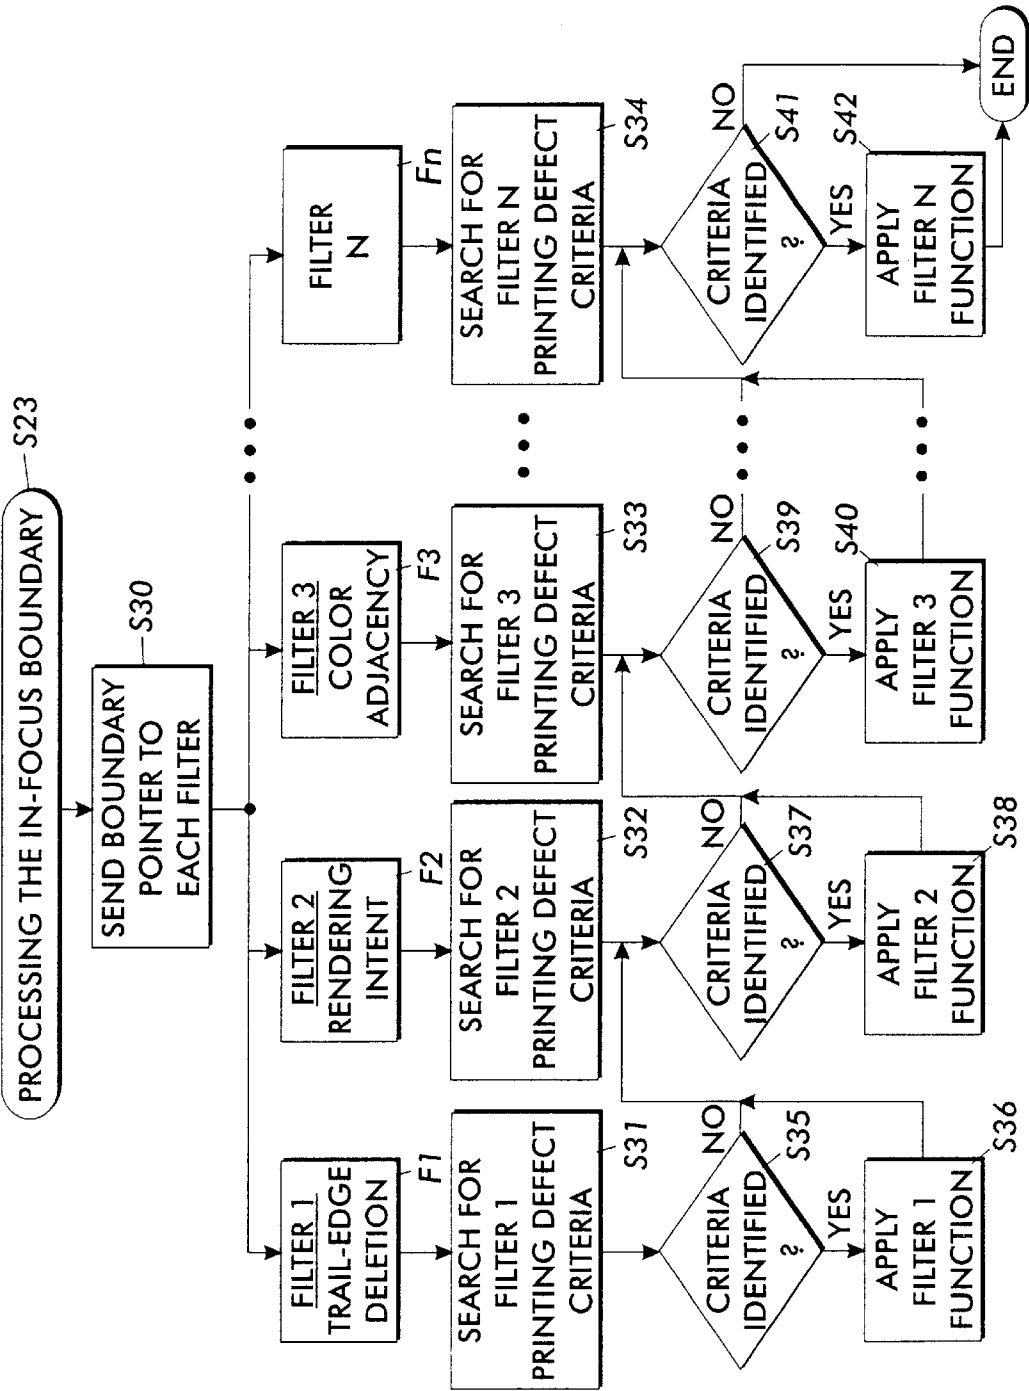 PROCESSING THE IN-FOCUS BOUNDARY
S23
SEND BOUNDARY
POINTER TO
EACH FILTER
S30
FILTER 1
TRAIL-EDGE
DELETION
F1
FILTER 2
RENDERING
INTENT
F2
FILTER 3
COLOR
ADJACENCY
F3
FILTER
N
Fn
SEARCH FOR
FILTER 1
PRINTING DEFECT
CRITERIA
S31
SEARCH FOR
FILTER 2
PRINTING DEFECT
CRITERIA
S32
SEARCH FOR
FILTER 3
PRINTING DEFECT
CRITERIA
S33
SEARCH FOR
FILTER N
PRINTING DEFECT
CRITERIA
S34
CRITERIA
IDENTIFIED
?
NO
S35
YES
CRITERIA
IDENTIFIED
?
NO
S37
YES
CRITERIA
IDENTIFIED
?
NO
S39
YES
CRITERIA
IDENTIFIED
?
NO
S41
YES
APPLY
FILTER 1
FUNCTION
S36
APPLY
FILTER 2
FUNCTION
S38
APPLY
FILTER 3
FUNCTION
S40
APPLY
FILTER N
FUNCTION
S42
END